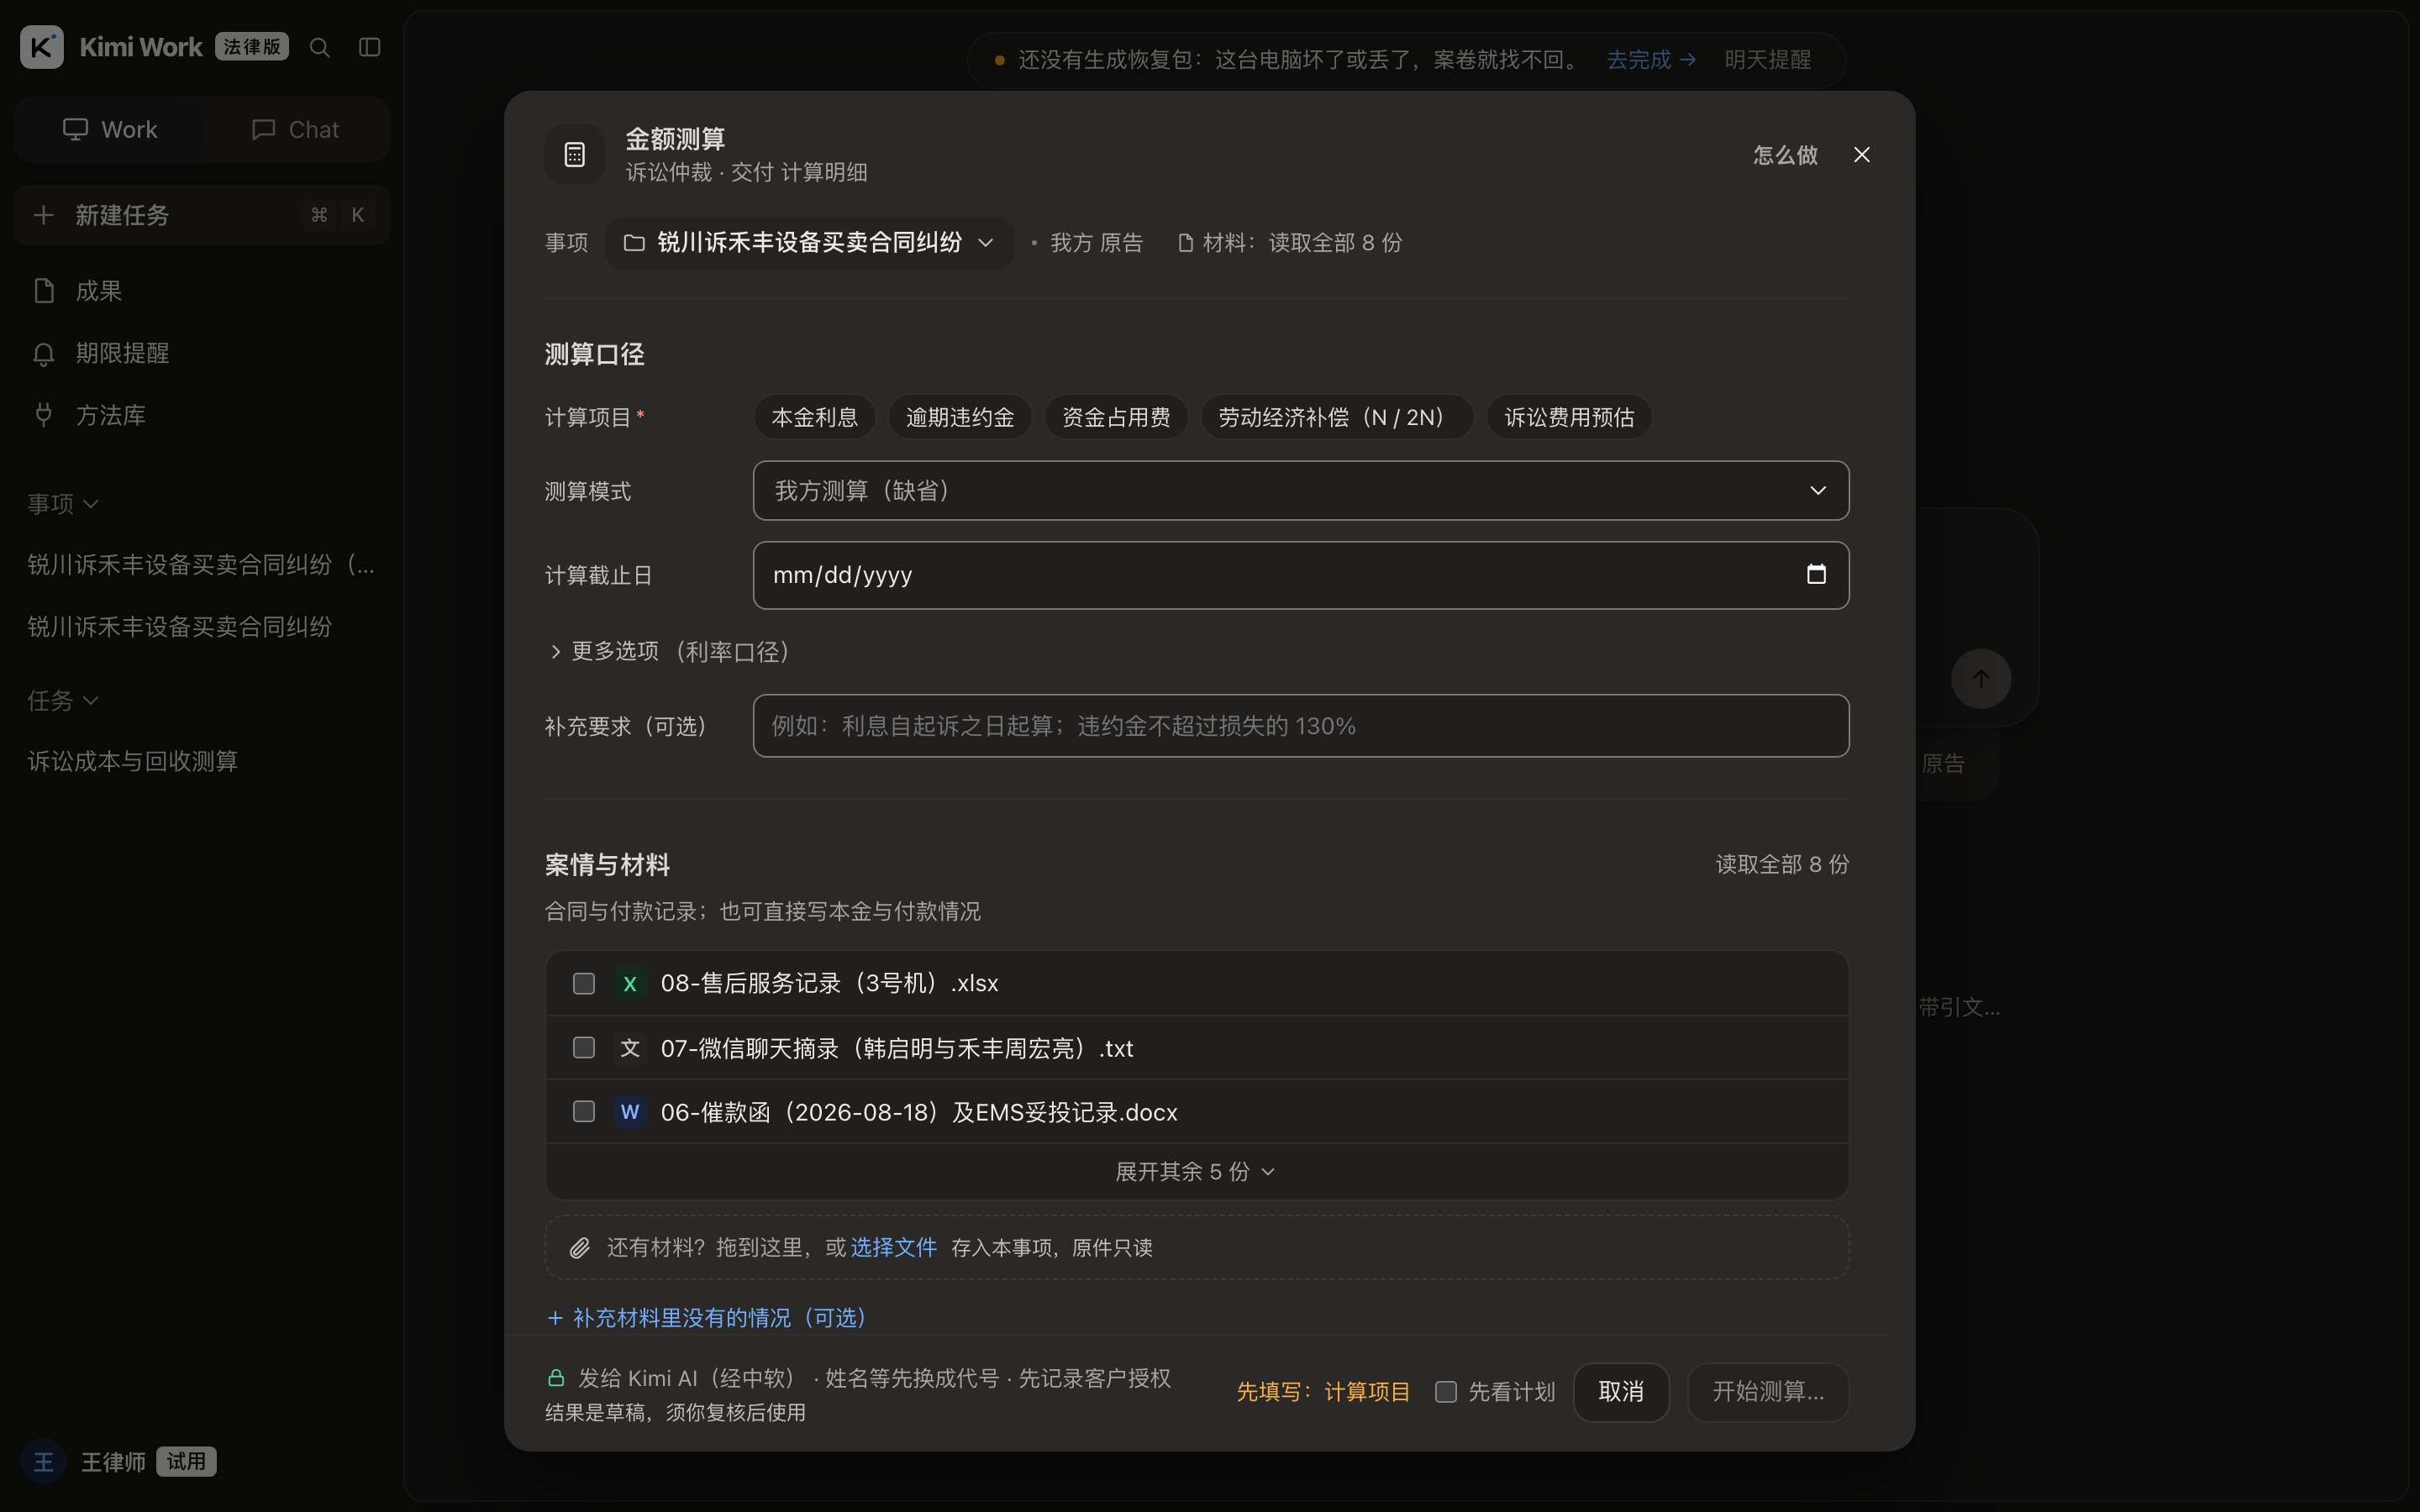 Kimi Work 法律版
Work
Chat
新建任务 ⌘ K
成果
期限提醒
方法库
事项
锐川诉禾丰设备买卖合同纠纷（...
锐川诉禾丰设备买卖合同纠纷
任务
诉讼成本与回收测算
王 王律师 试用
还没有生成恢复包：这台电脑坏了或丢了，案卷就找不回。 去完成 → 明天提醒
金额测算
诉讼仲裁 · 交付 计算明细
怎么做
事项 锐川诉禾丰设备买卖合同纠纷 • 我方 原告 材料：读取全部 8 份
测算口径
计算项目* 本金利息 逾期违约金 资金占用费 劳动经济补偿（N / 2N） 诉讼费用预估
测算模式 我方测算（缺省）
计算截止日 mm/dd/yyyy
更多选项 （利率口径）
补充要求（可选） 例如：利息自起诉之日起算；违约金不超过损失的 130%
案情与材料 读取全部 8 份
合同与付款记录；也可直接写本金与付款情况
X 08-售后服务记录（3号机）.xlsx
文 07-微信聊天摘录（韩启明与禾丰周宏亮）.txt
W 06-催款函（2026-08-18）及EMS妥投记录.docx
展开其余 5 份
还有材料？拖到这里，或选择文件 存入本事项，原件只读
+ 补充材料里没有的情况（可选）
发给 Kimi AI（经中软） · 姓名等先换成代号 · 先记录客户授权
结果是草稿，须你复核后使用
先填写：计算项目 先看计划 取消 开始测算...
原告
带引文...